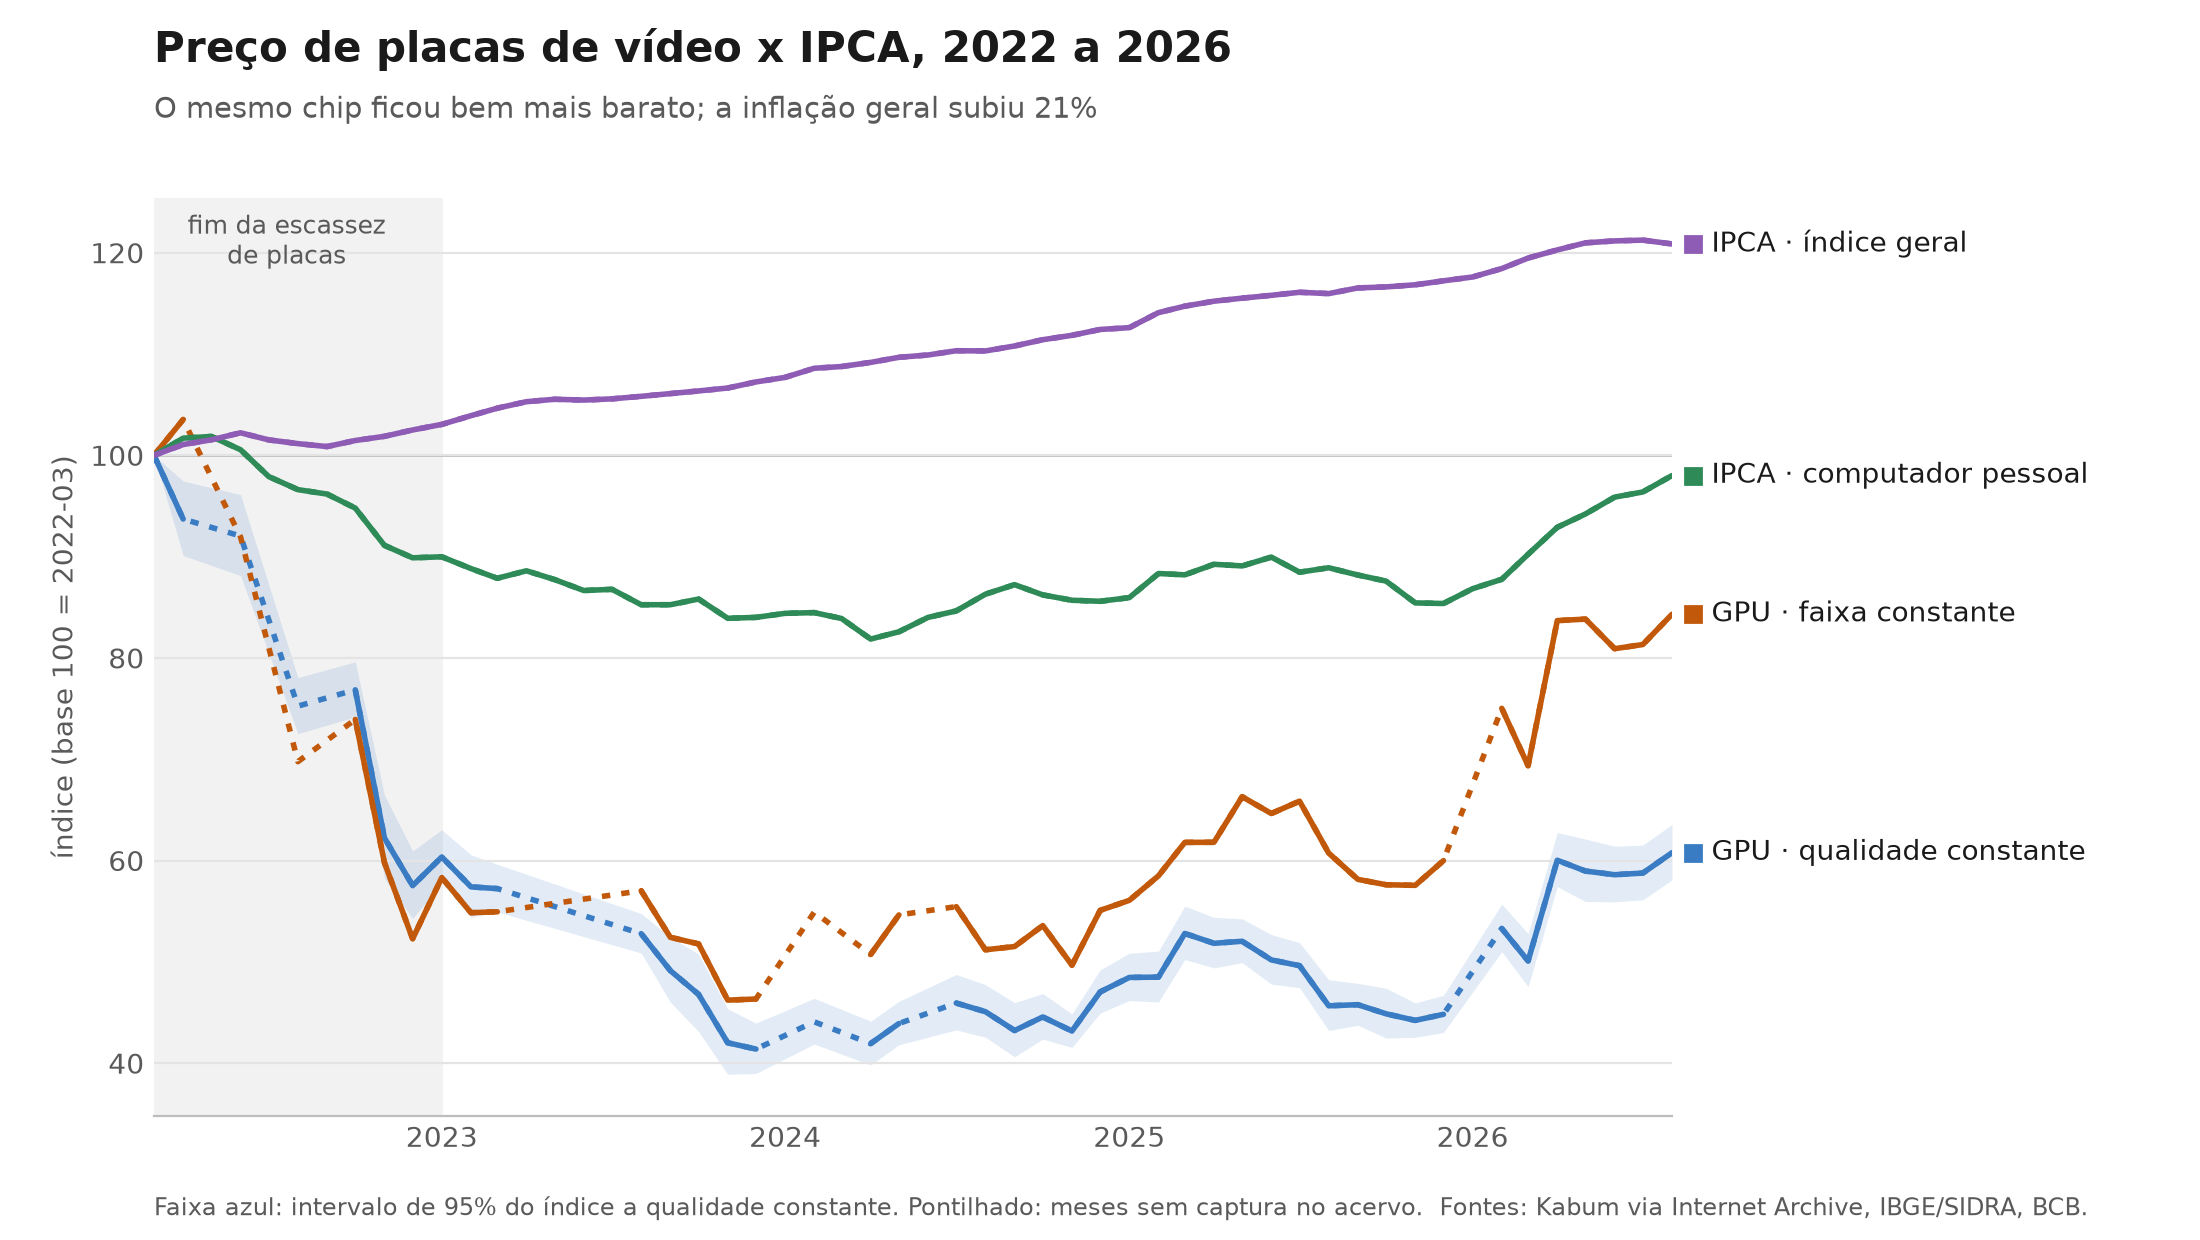 Preço de placas de vídeo x IPCA, 2022 a 2026
O mesmo chip ficou bem mais barato; a inflação geral subiu 21%
fim da escassez
de placas
índice (base 100 = 2022-03)
120
100
80
60
40
IPCA · índice geral
IPCA · computador pessoal
GPU · faixa constante
GPU · qualidade constante
2023
2024
2025
2026
Faixa azul: intervalo de 95% do índice a qualidade constante. Pontilhado: meses sem captura no acervo.  Fontes: Kabum via Internet Archive, IBGE/SIDRA, BCB.